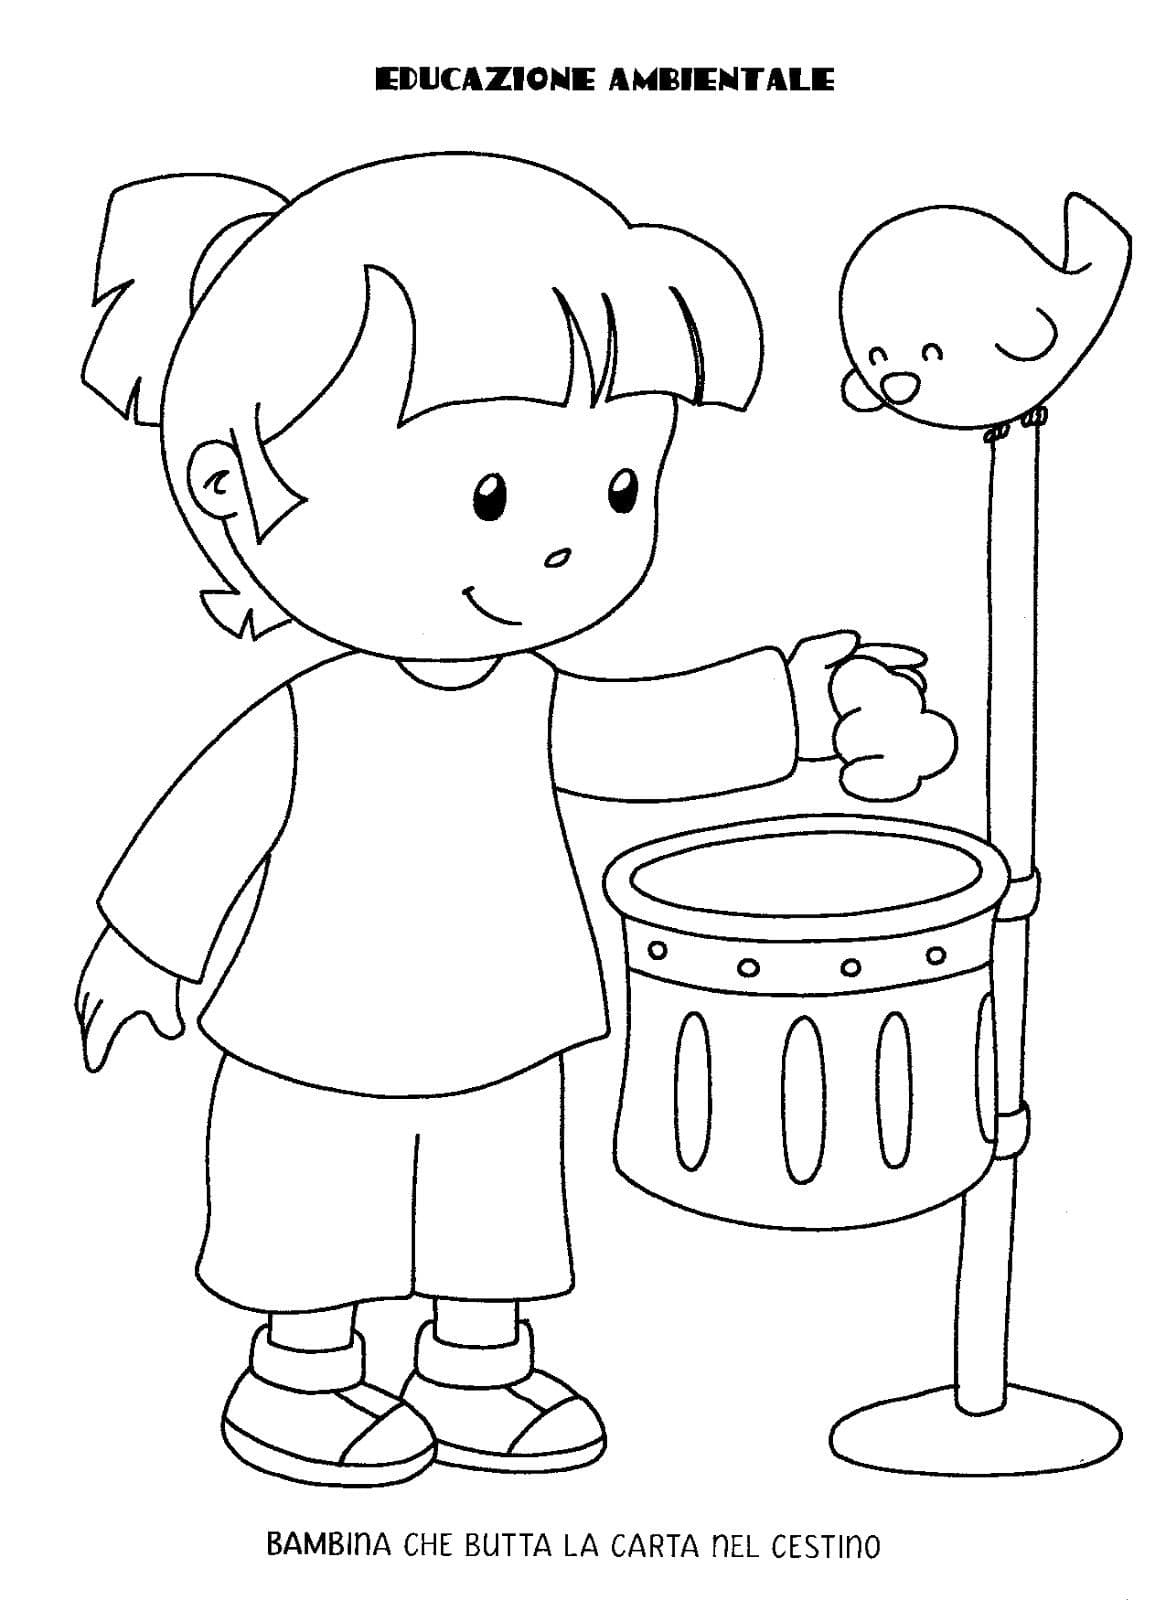 EDUCAZIONE AMBIENTALE
BAMBINA CHE BUTTA LA CARTA NEL CESTINO